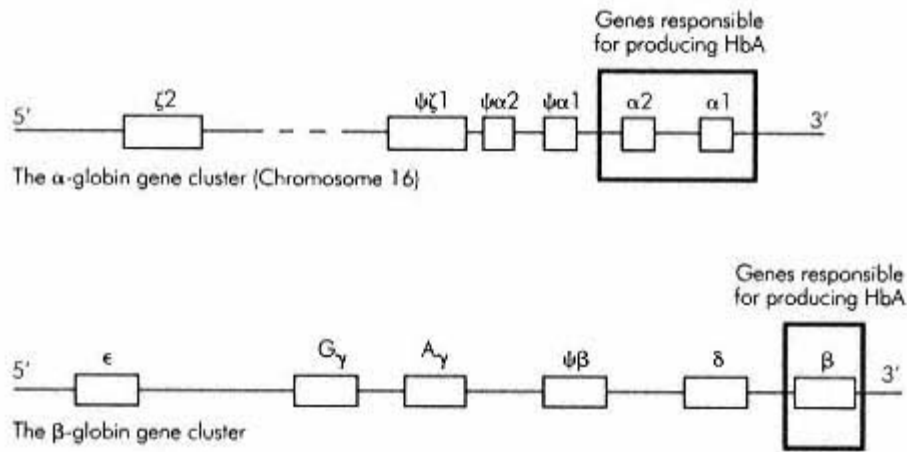 Genes responsible
for producing HbA
ζ2 ψζ1 ψα2 ψα1 α2 α1
5′ 3′
The α-globin gene cluster (Chromosome 16)
Genes responsible
for producing HbA
ϵ Gγ Aγ ψβ δ β
5′ 3′
The β-globin gene cluster